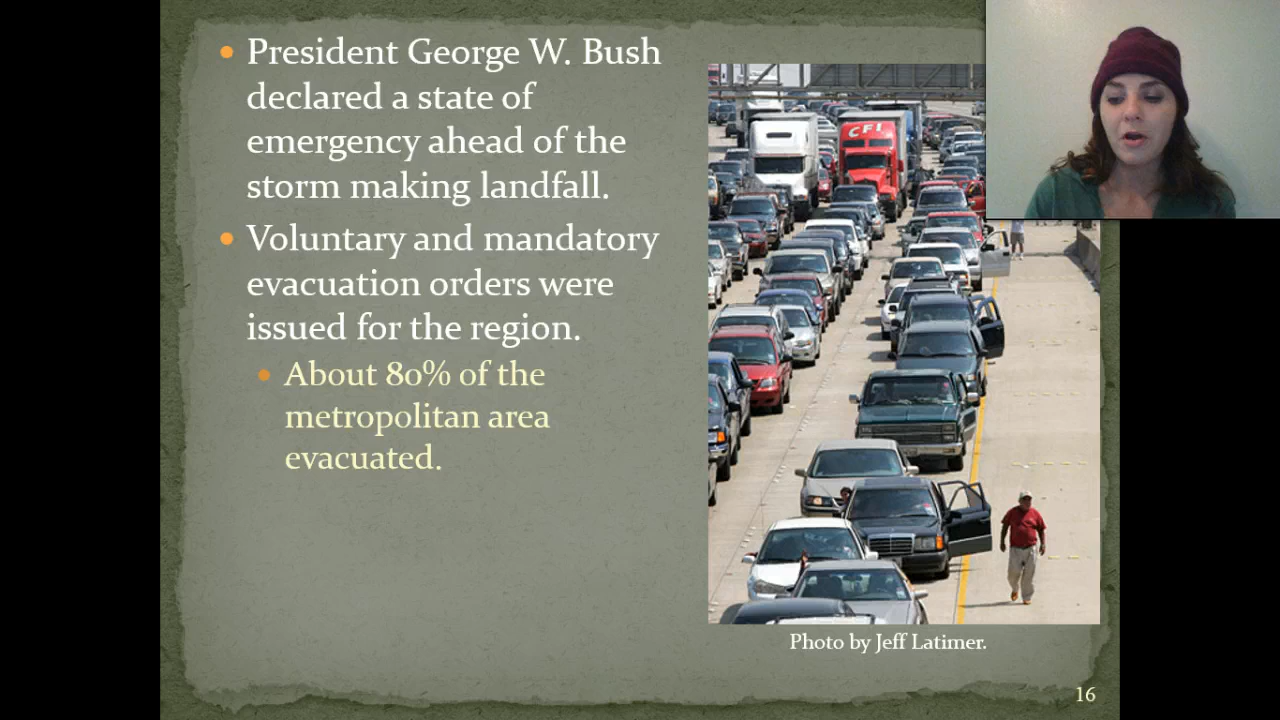 President George W. Bush
declared a state of
emergency ahead of the
storm making landfall.
Voluntary and mandatory
evacuation orders were
issued for the region.
About 80% of the
metropolitan area
evacuated.
CFI
Photo by Jeff Latimer.
16